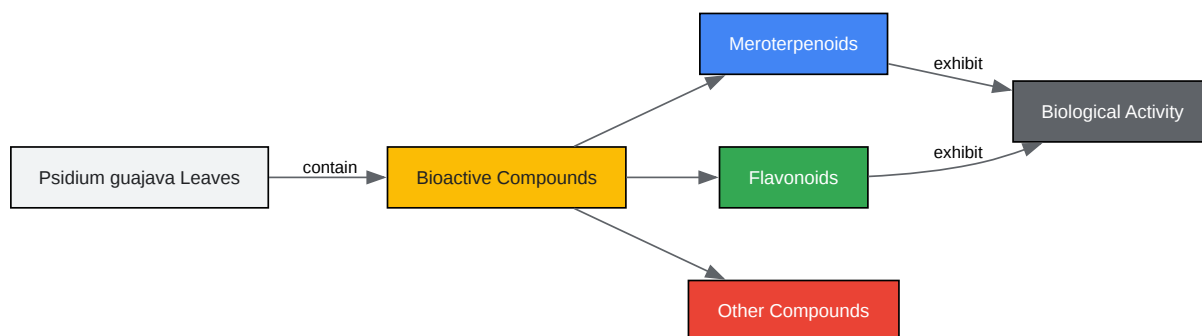 Meroterpenoids
exhibit
Biological Activity
Psidium guajava Leaves
contain
Bioactive Compounds
Flavonoids
exhibit
Other Compounds